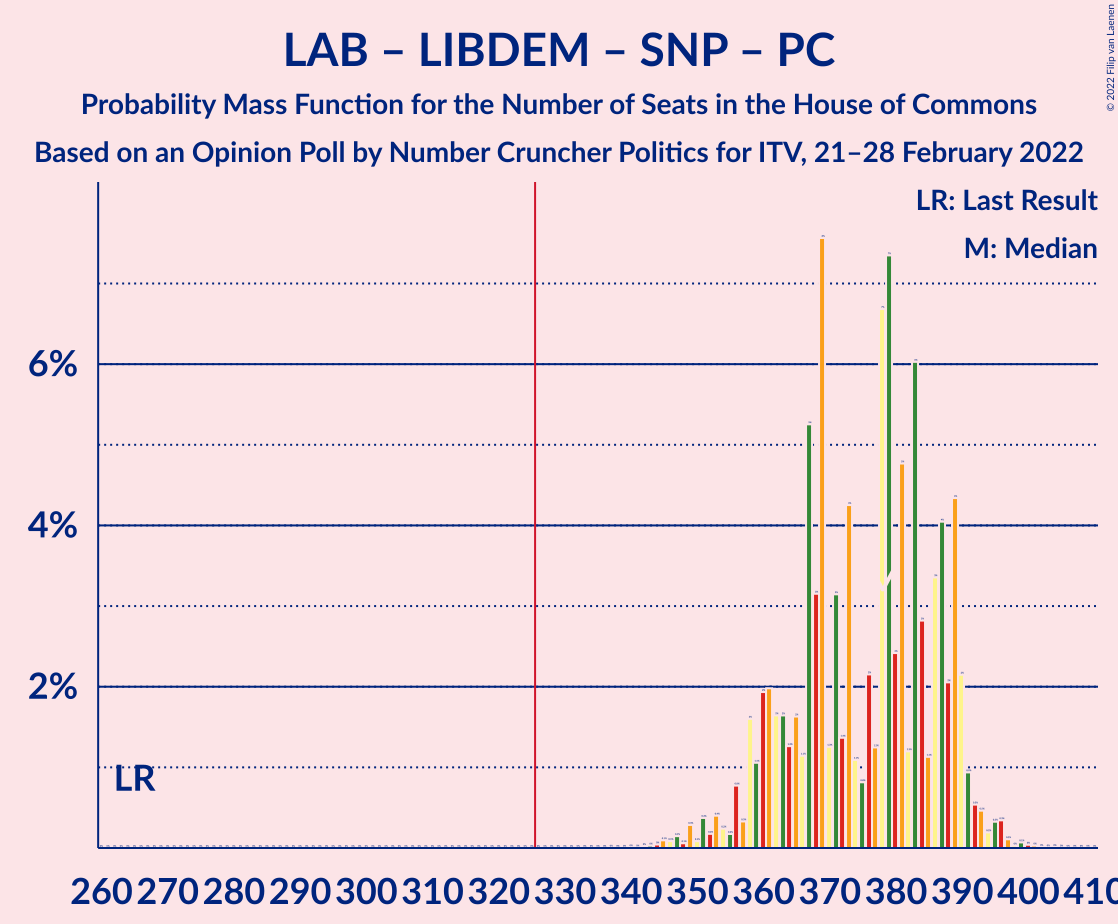 LAB – LIBDEM – SNP – PC
Probability Mass Function for the Number of Seats in the House of Commons
Based on an Opinion Poll by Number Cruncher Politics for ITV, 21–28 February 2022
© 2022 Filip van Laenen
LR: Last Result
M: Median
6%
4%
2%
LR
260 270 280 290 300 310 320 330 340 350 360 370 380 390 400 410